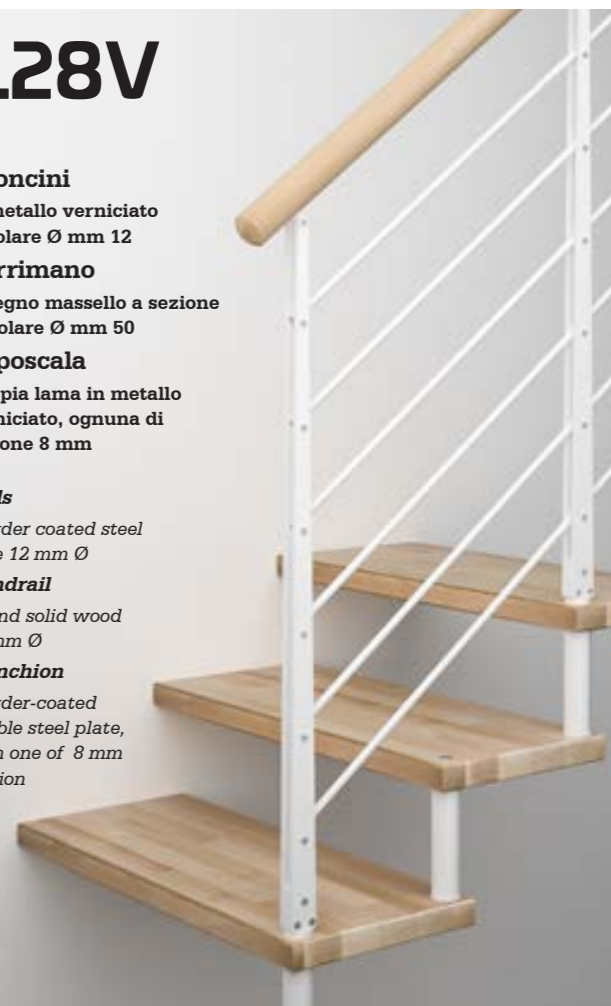 28V
oncini
metallo verniciato
olare Ø mm 12
rrimano
egno massello a sezione
olare Ø mm 50
poscala
pia lama in metallo
niciato, ognuna di
one 8 mm
ls
der coated steel
e 12 mm Ø
ndrail
nd solid wood
mm Ø
nchion
der-coated
ble steel plate,
h one of 8 mm
ion